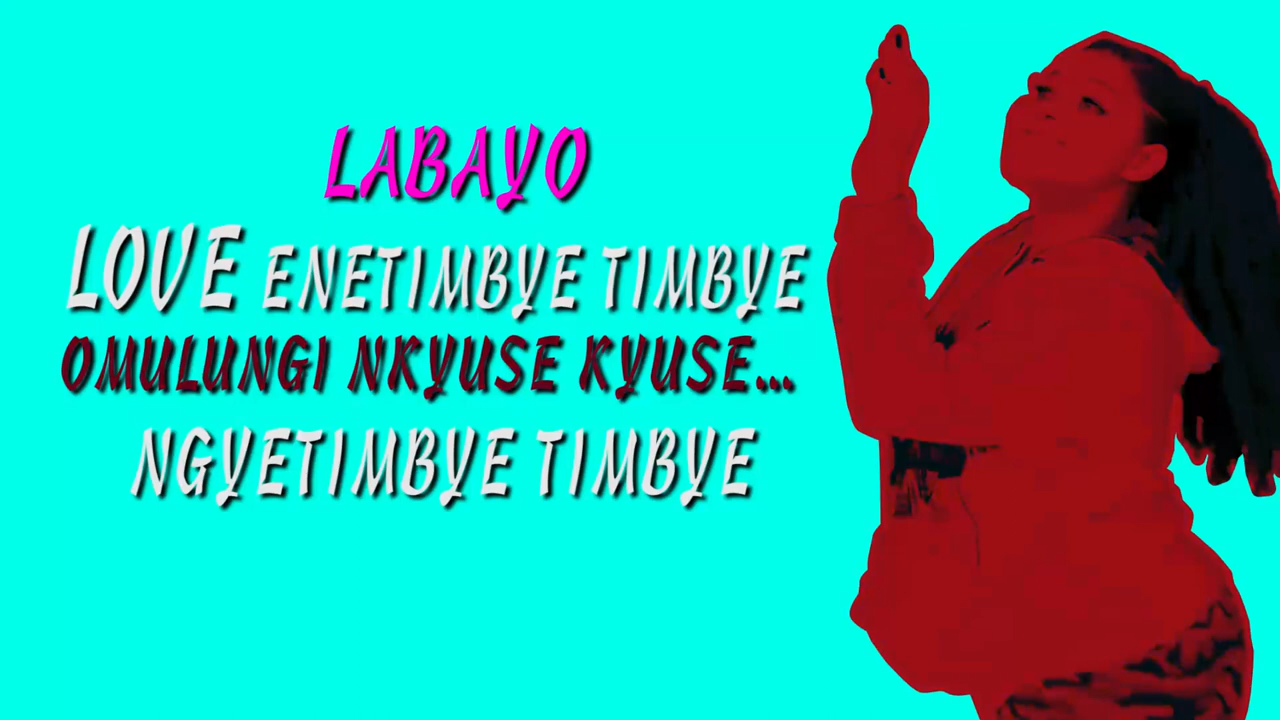 LABAYO
LOVE ENETIMBYE TIMBYE
OMULUNGI NKYUSE KYUSE...
NGYETIMBYE TIMBYE